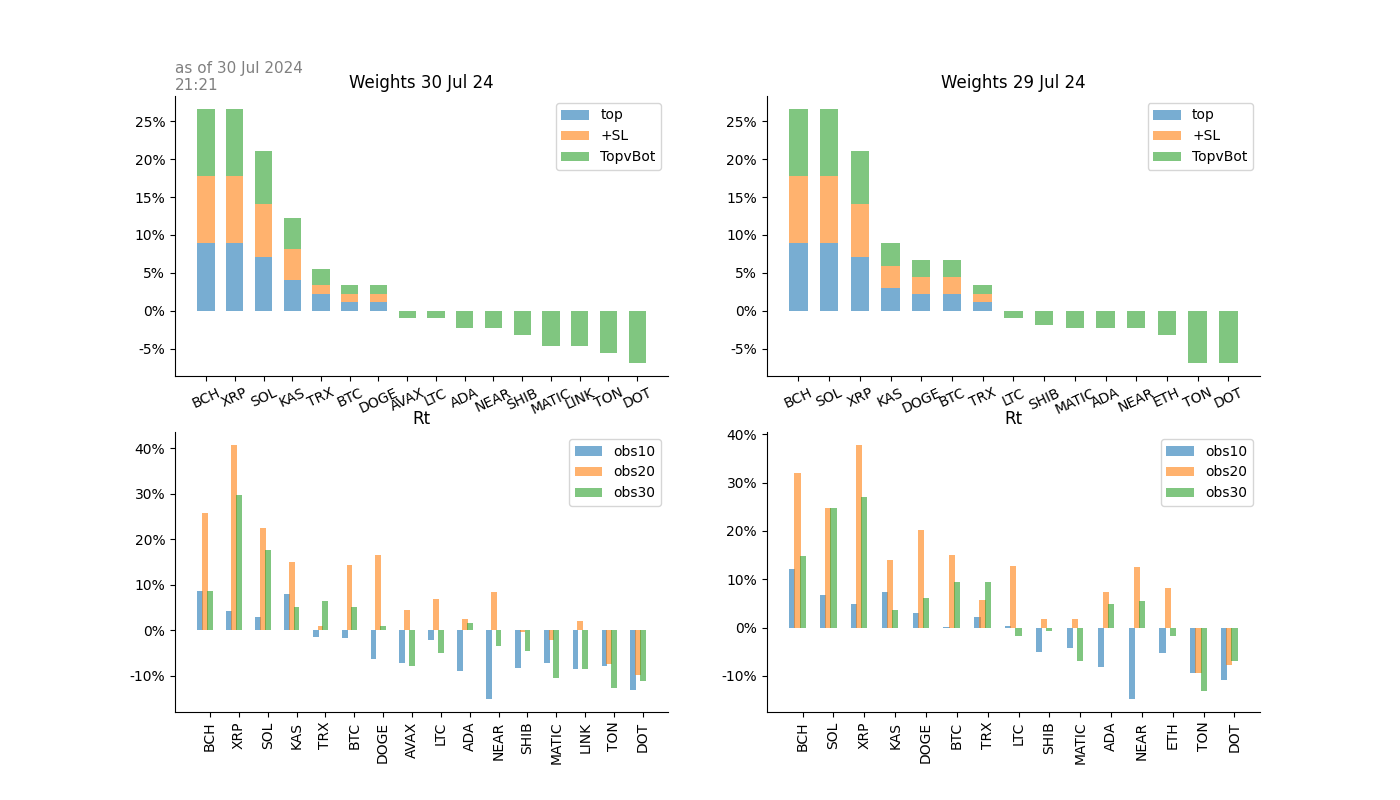 as of 30 Jul 2024
21:21
Weights 30 Jul 24
25%
20%
15%
10%
5%
0%
-5%
top
+SL
TopvBot
BCH XRP SOL KAS TRX BTC DOGE AVAX LTC ADA NEAR SHIB MATIC LINK TON DOT
Weights 29 Jul 24
25%
20%
15%
10%
5%
0%
-5%
top
+SL
TopvBot
BCH SOL XRP KAS DOGE BTC TRX LTC SHIB MATIC ADA NEAR ETH TON DOT
Rt
40%
30%
20%
10%
0%
-10%
obs10
obs20
obs30
BCH XRP SOL KAS TRX BTC DOGE AVAX LTC ADA NEAR SHIB MATIC LINK TON DOT
Rt
40%
30%
20%
10%
0%
-10%
obs10
obs20
obs30
BCH SOL XRP KAS DOGE BTC TRX LTC SHIB MATIC ADA NEAR ETH TON DOT